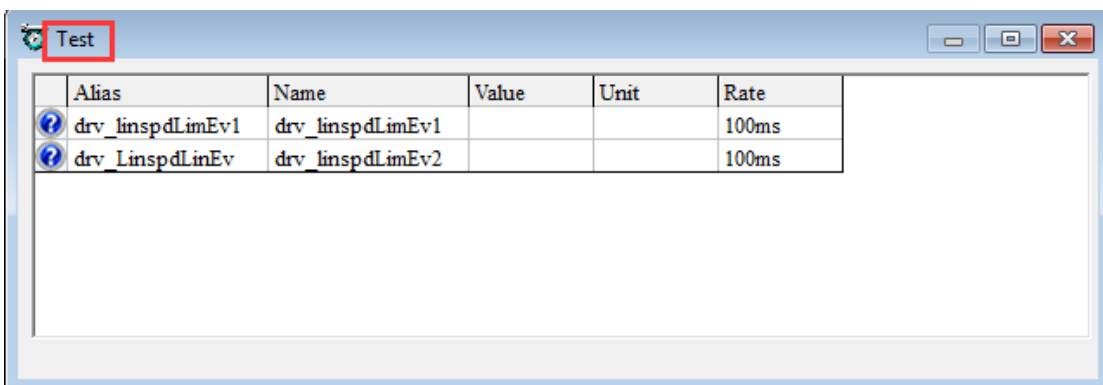 Test
Alias Name Value Unit Rate
drv_linspdLimEv1 drv_linspdLimEv1 100ms
drv_LinspdLinEv drv_linspdLimEv2 100ms